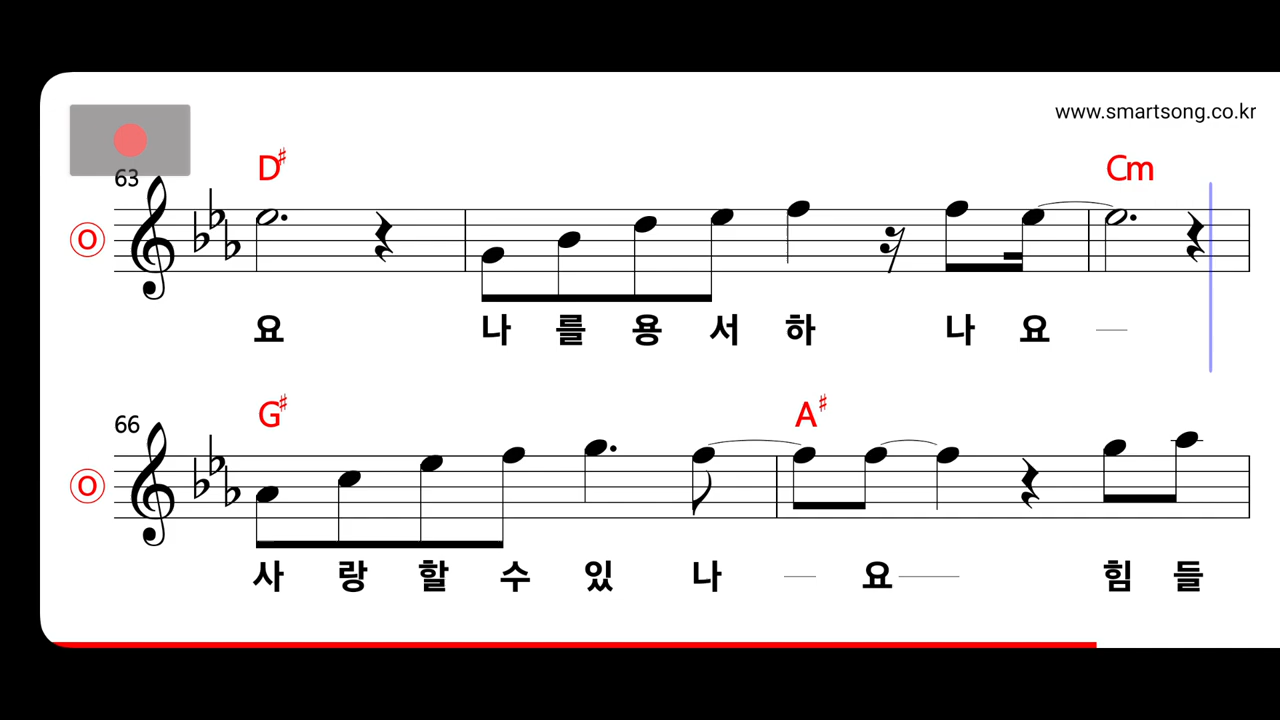 www.smartsong.co.kr
63
D♯ Cm
O
요 나를용서하 나요
66
G♯ A♯
O
사랑할수있나 요 힘들